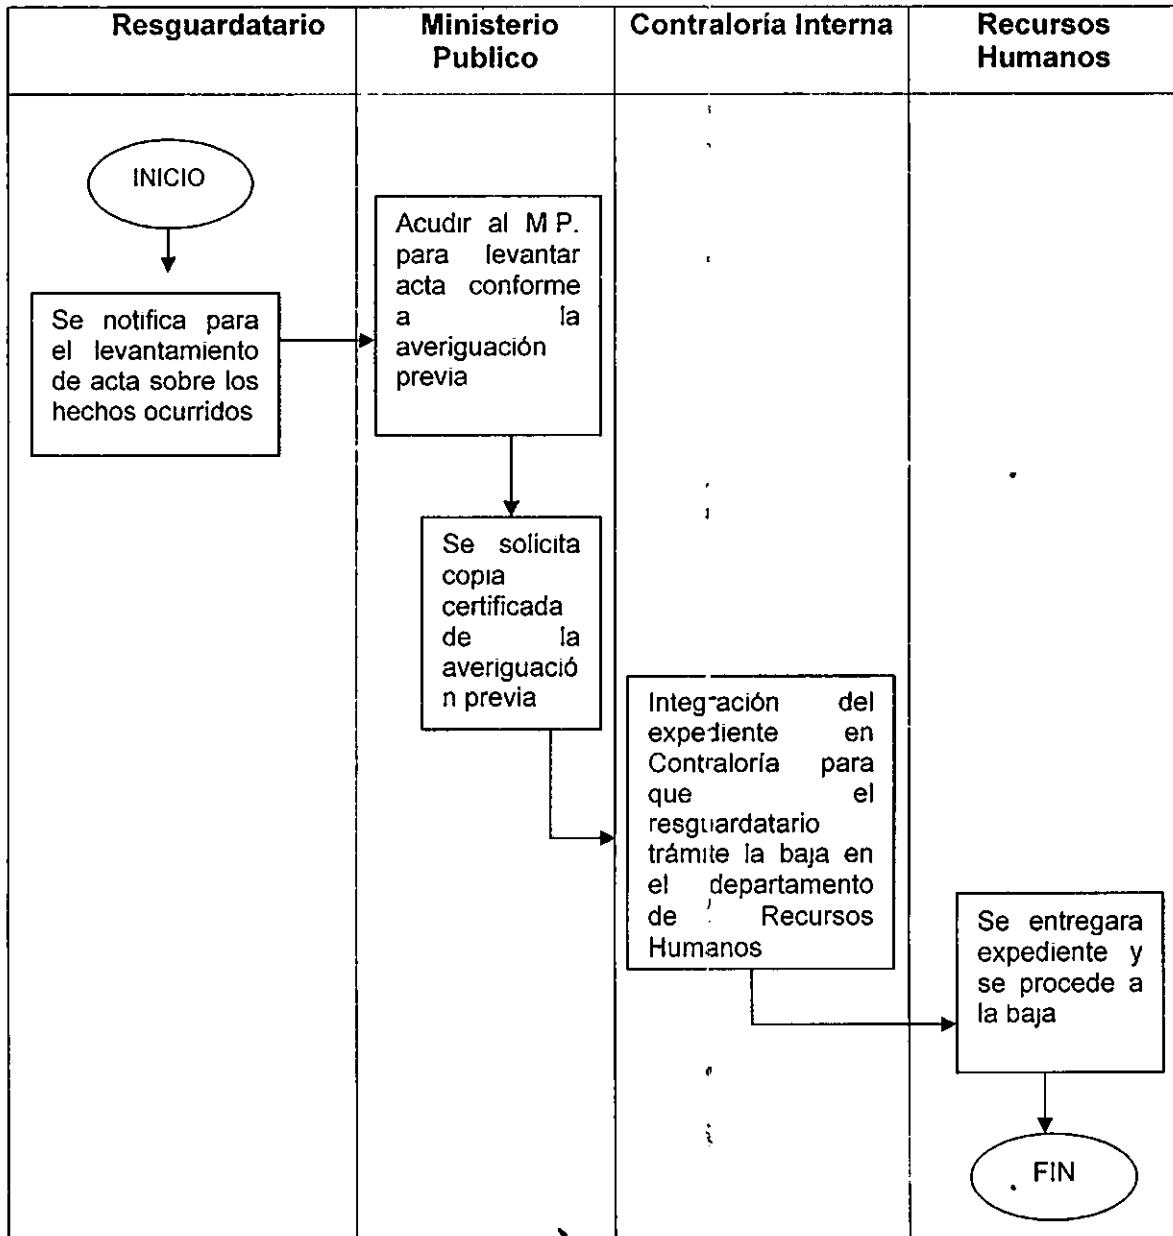 Resguardatario
Ministerio
Publico
Contraloría Interna
Recursos
Humanos
INICIO
Se notifica para
el levantamiento
de acta sobre los
hechos ocurridos
Acudir al M P.
para levantar
acta conforme
a la
averiguación
previa
Se solicita
copia
certificada
de la
averiguació
n previa
Integración del
expediente en
Contraloría para
que el
resguardatario
trámite la baja en
el departamento
de Recursos
Humanos
Se entregara
expediente y
se procede a
la baja
FIN